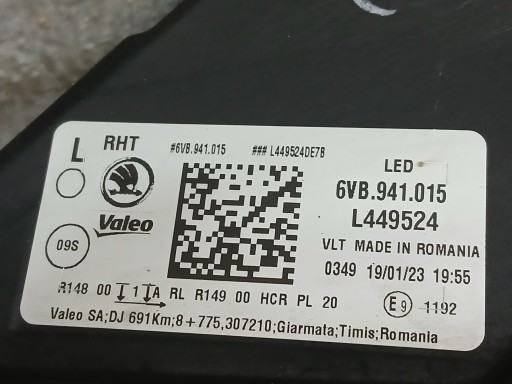 L RHT #6VB.941.015 ### L449524DE7B
LED
6VB.941.015
L449524
Valeo
VLT MADE IN ROMANIA
09S
0349 19/01/23 19:55
R148 00 1 A RL R149 00 HCR PL 20 E9 1192
Valeo SA;DJ 691Km;8+775,307210;Giarmata;Timis;Romania